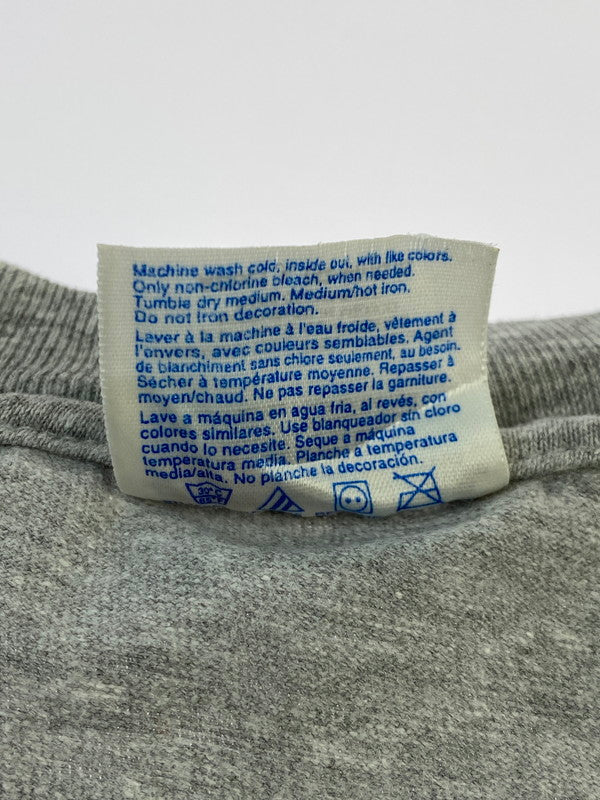 Machine wash cold, inside out, with like colors.
Only non-chlorine bleach, when needed.
Tumble dry medium. Medium/hot iron.
Do not iron decoration.
Laver à la machine à l'eau froide, vêtement à
l'envers, avec couleurs semblables. Agent
de blanchiment sans chlore seulement, au besoin.
Sécher à température moyenne. Repasser à
moyen/chaud. Ne pas repasser la garniture.
Lave a máquina en agua fria, al revés, con
colores similares. Use blanqueador sin cloro
cuando lo necesite. Seque a máquina
temperatura media. Planche a temperatura
media/alta. No planche la decoración.
30°C